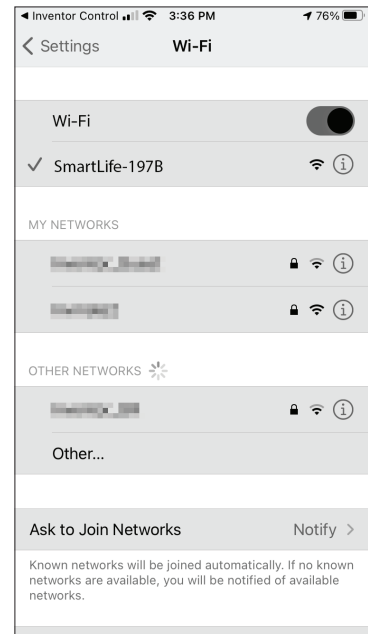 Inventor Control 3:36 PM 76%
Settings Wi-Fi
Wi-Fi
SmartLife-197B
MY NETWORKS
OTHER NETWORKS
Other...
Ask to Join Networks Notify
Known networks will be joined automatically. If no known
networks are available, you will be notified of available
networks.